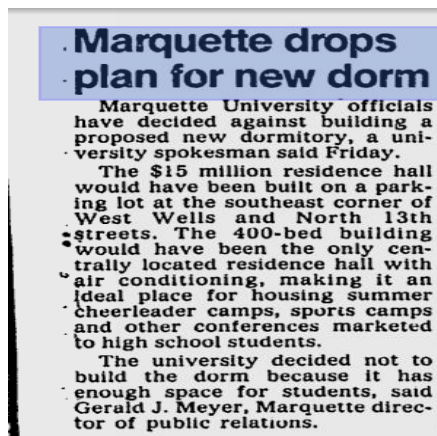 Marquette drops
plan for new dorm
Marquette University officials
have decided against building a
proposed new dormitory, a uni-
versity spokesman said Friday.
The $15 million residence hall
would have been built on a park-
ing lot at the southeast corner of
West Wells and North 13th
streets. The 400-bed building
would have been the only cen-
trally located residence hall with
air conditioning, making it an
ideal place for housing summer
cheerleader camps, sports camps
and other conferences marketed
to high school students.
The university decided not to
build the dorm because it has
enough space for students, said
Gerald J. Meyer, Marquette direc-
tor of public relations.